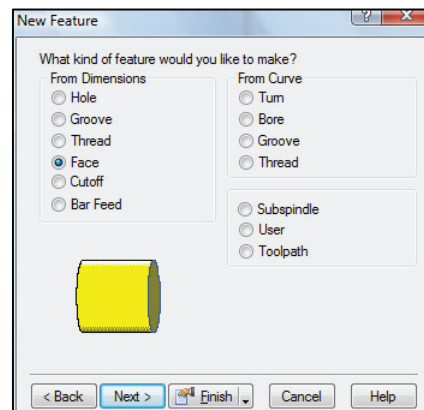 New Feature
What kind of feature would you like to make?
From Dimensions
Hole
Groove
Thread
Face
Cutoff
Bar Feed
From Curve
Turn
Bore
Groove
Thread
Subspindle
User
Toolpath
< Back
Next >
Finish
Cancel
Help